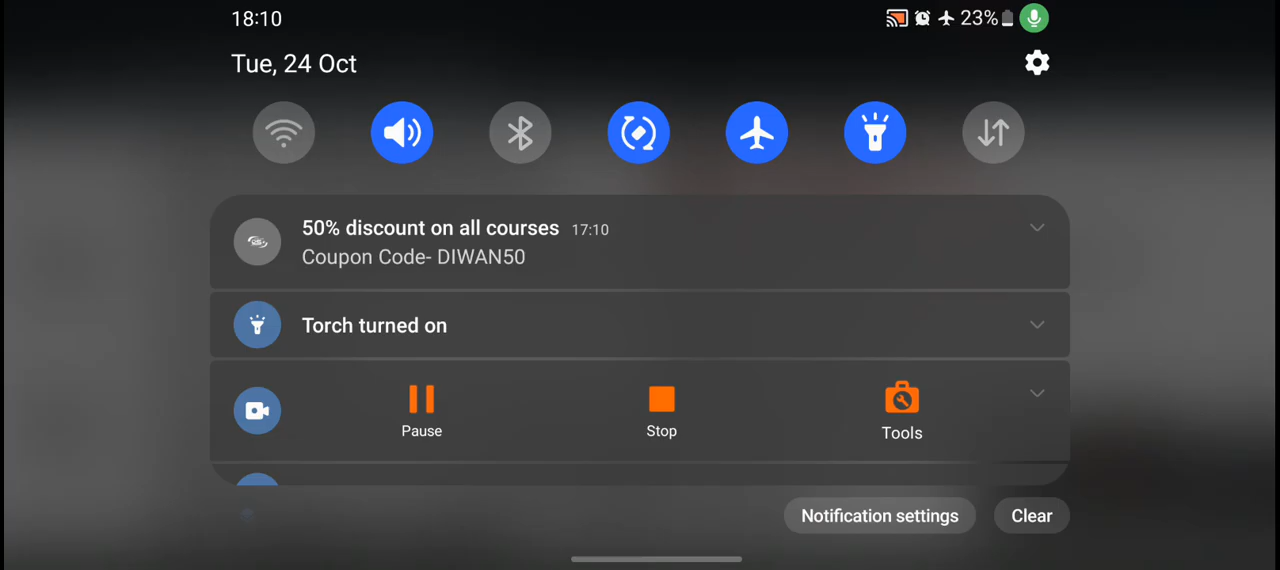 18:10
23%
Tue, 24 Oct
50% discount on all courses 17:10
Coupon Code- DIWAN50
Torch turned on
Pause Stop Tools
Notification settings Clear